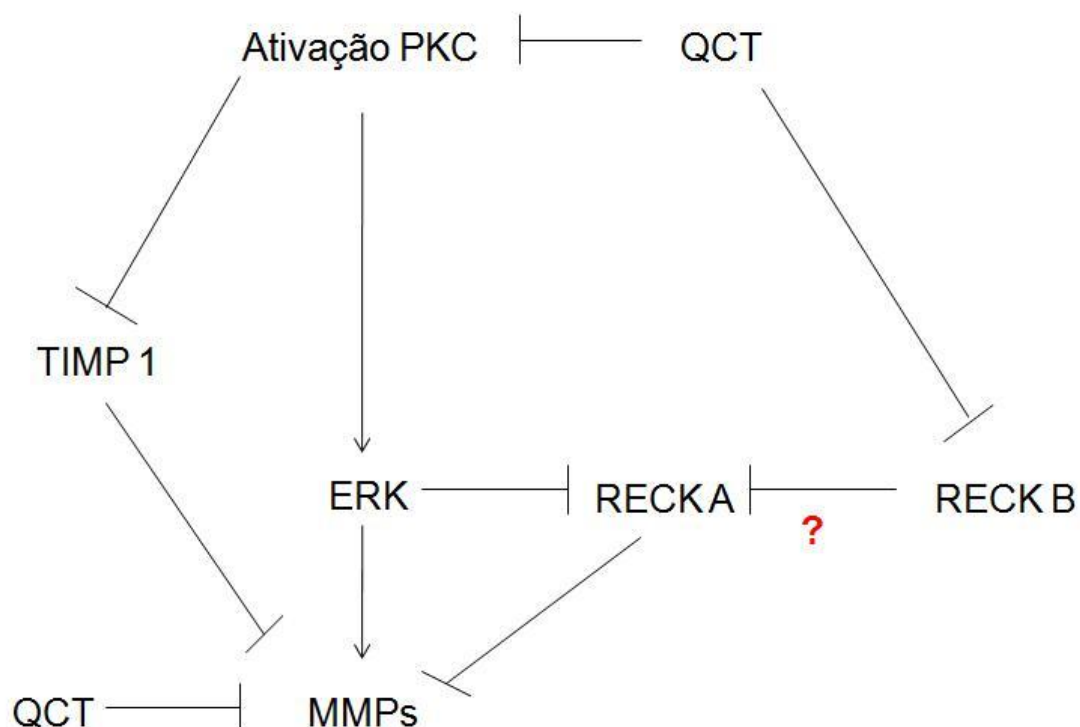 Ativação PKC
QCT
TIMP 1
ERK
RECK A
?
RECK B
QCT
MMPs